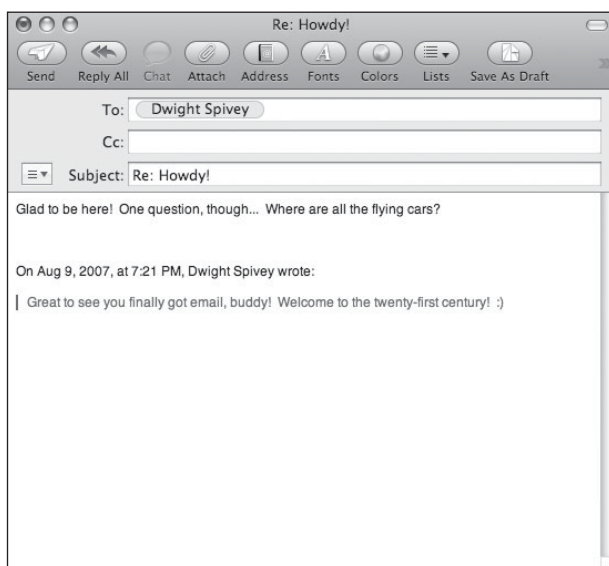 Re: Howdy!
Send Reply All Chat Attach Address Fonts Colors Lists Save As Draft
To: Dwight Spivey
Cc:
Subject: Re: Howdy!
Glad to be here! One question, though... Where are all the flying cars?
On Aug 9, 2007, at 7:21 PM, Dwight Spivey wrote:
Great to see you finally got email, buddy! Welcome to the twenty-first century! :)